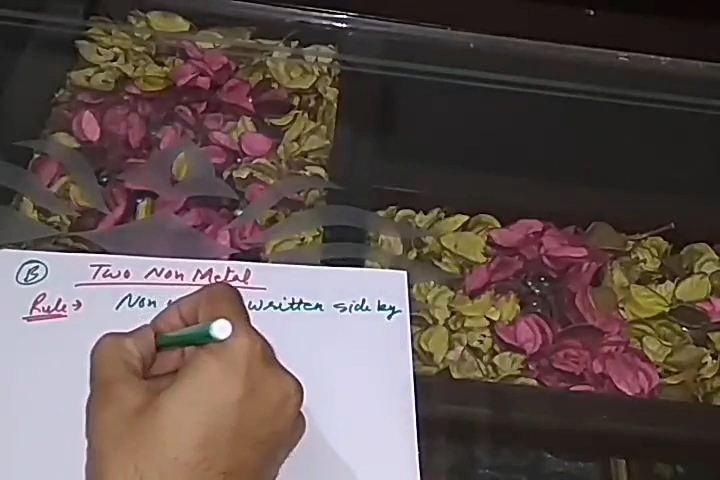 B Two Non Metal
Rule → Non written side by